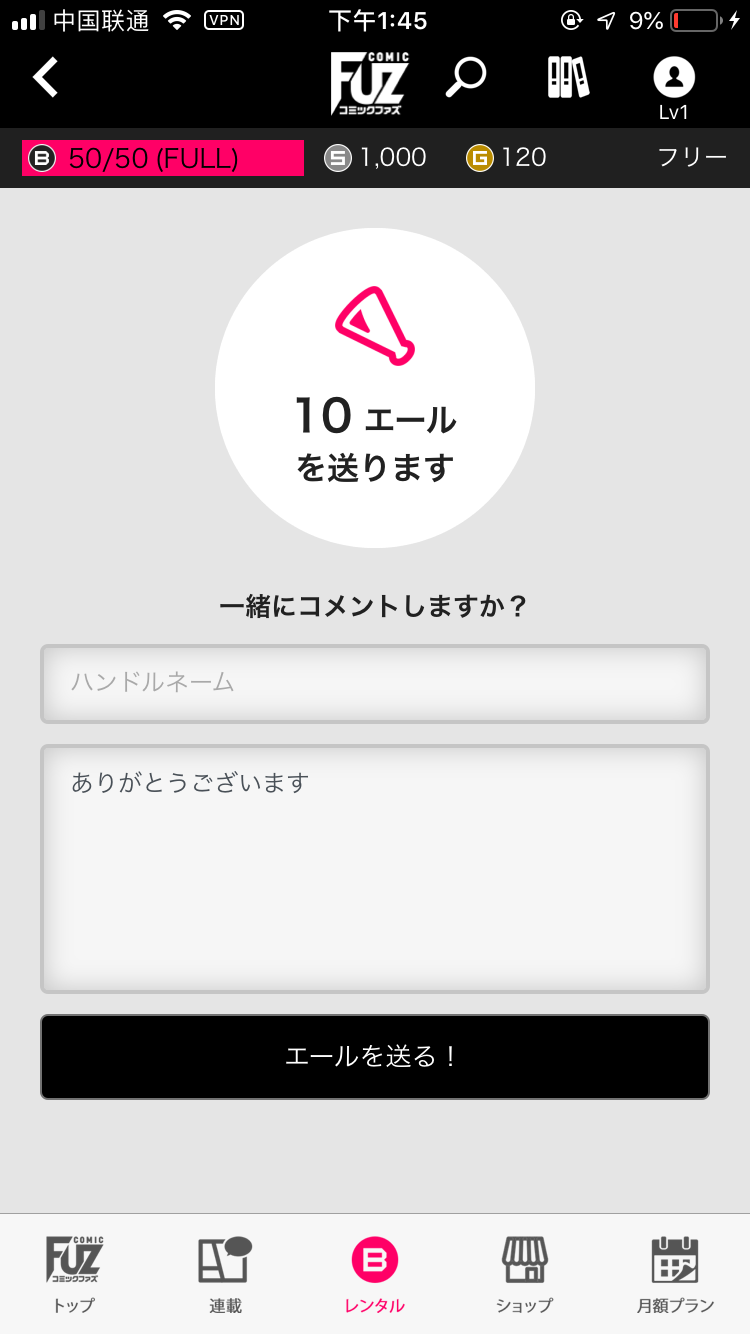 中国联通 VPN 下午1:45 9%
COMIC
FUZ
コミックファズ
Lv1
B 50/50 (FULL) S 1,000 G 120 フリー
10 エール
を送ります
一緒にコメントしますか？
ハンドルネーム
ありがとうございます
エールを送る！
COMIC
FUZ
コミックファズ
B
トップ 連載 レンタル ショップ 月額プラン